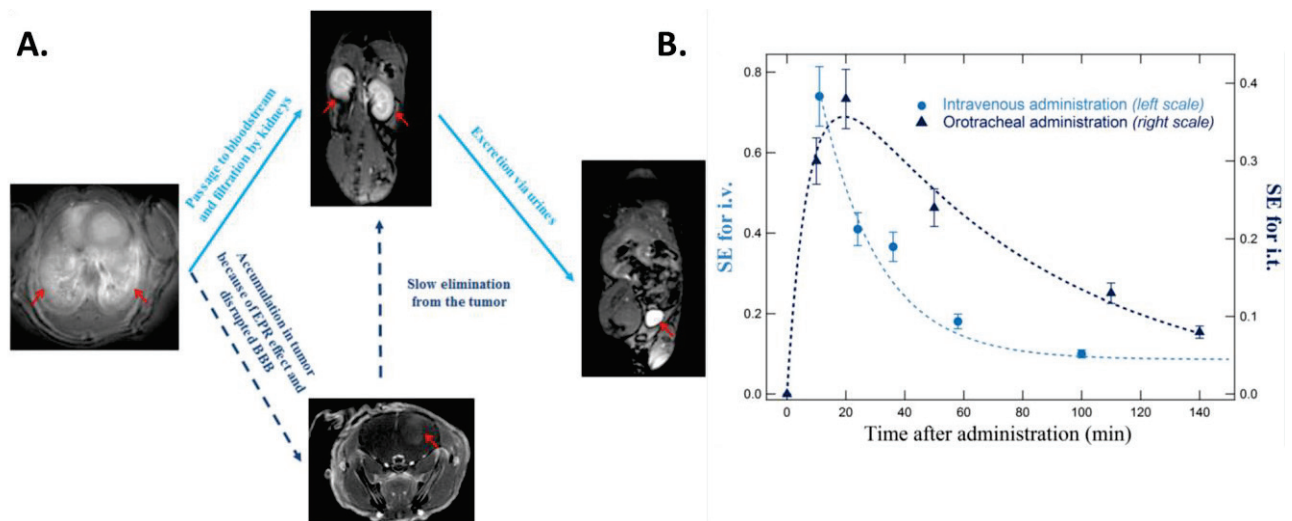 A.
Passage to bloodstream
and filtration by kidneys
Accumulation in tumor
because of EPR effect and
disrupted BBB
Slow elimination
from the tumor
Excretion via urines
B.
SE for i.v.
0.8
0.6
0.4
0.2
0.0
Intravenous administration (left scale)
Orotracheal administration (right scale)
0.4
0.3
0.2
0.1
0.0
SE for i.t.
0 20 40 60 80 100 120 140
Time after administration (min)